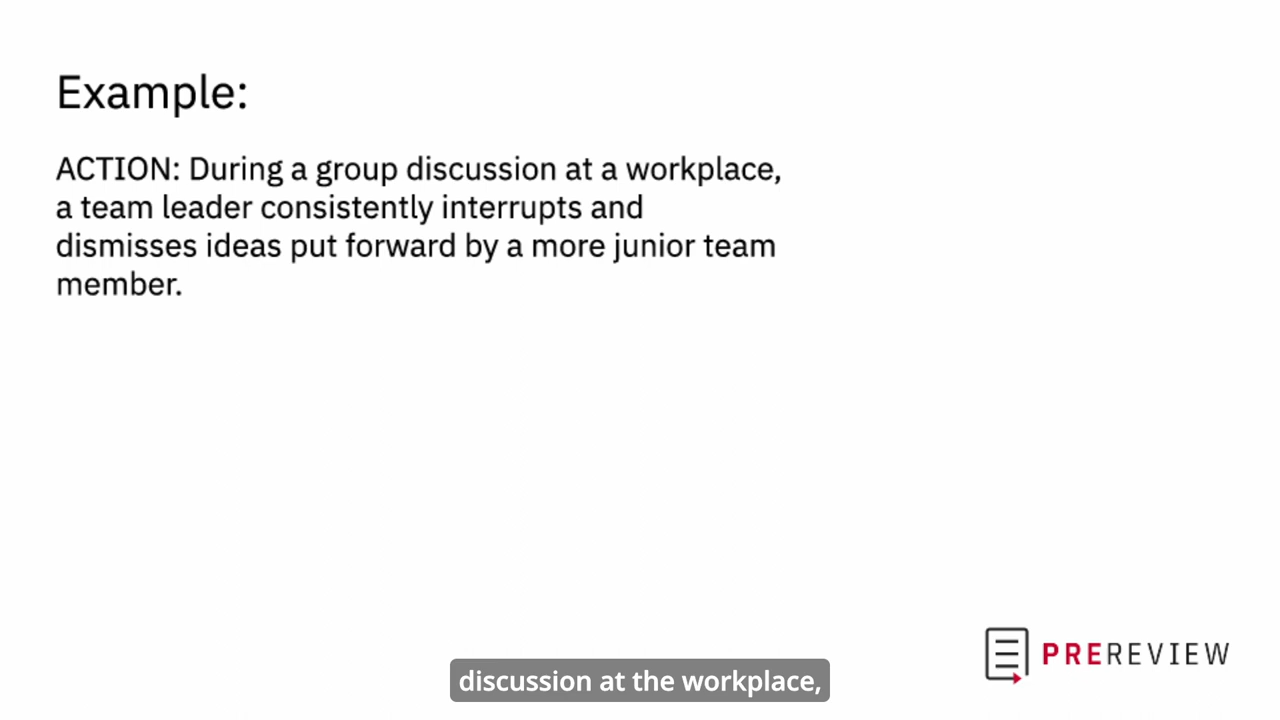 Example:
ACTION: During a group discussion at a workplace,
a team leader consistently interrupts and
dismisses ideas put forward by a more junior team
member.
PREREVIEW
discussion at the workplace,